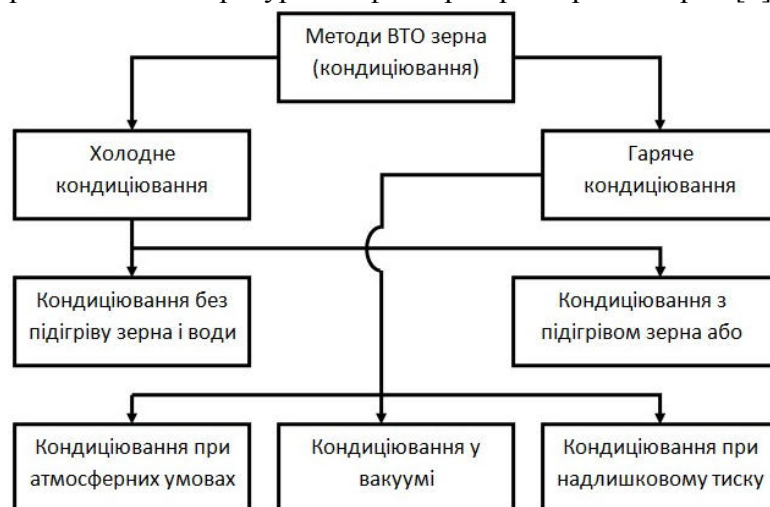 Методи ВТО зерна
(кондиціювання)
Холодне
кондиціювання
Гаряче
кондиціювання
Кондиціювання без
підігріву зерна і води
Кондиціювання з
підігрівом зерна або
Кондиціювання при
атмосферних умовах
Кондиціювання у
вакуумі
Кондиціювання при
надлишковому тиску